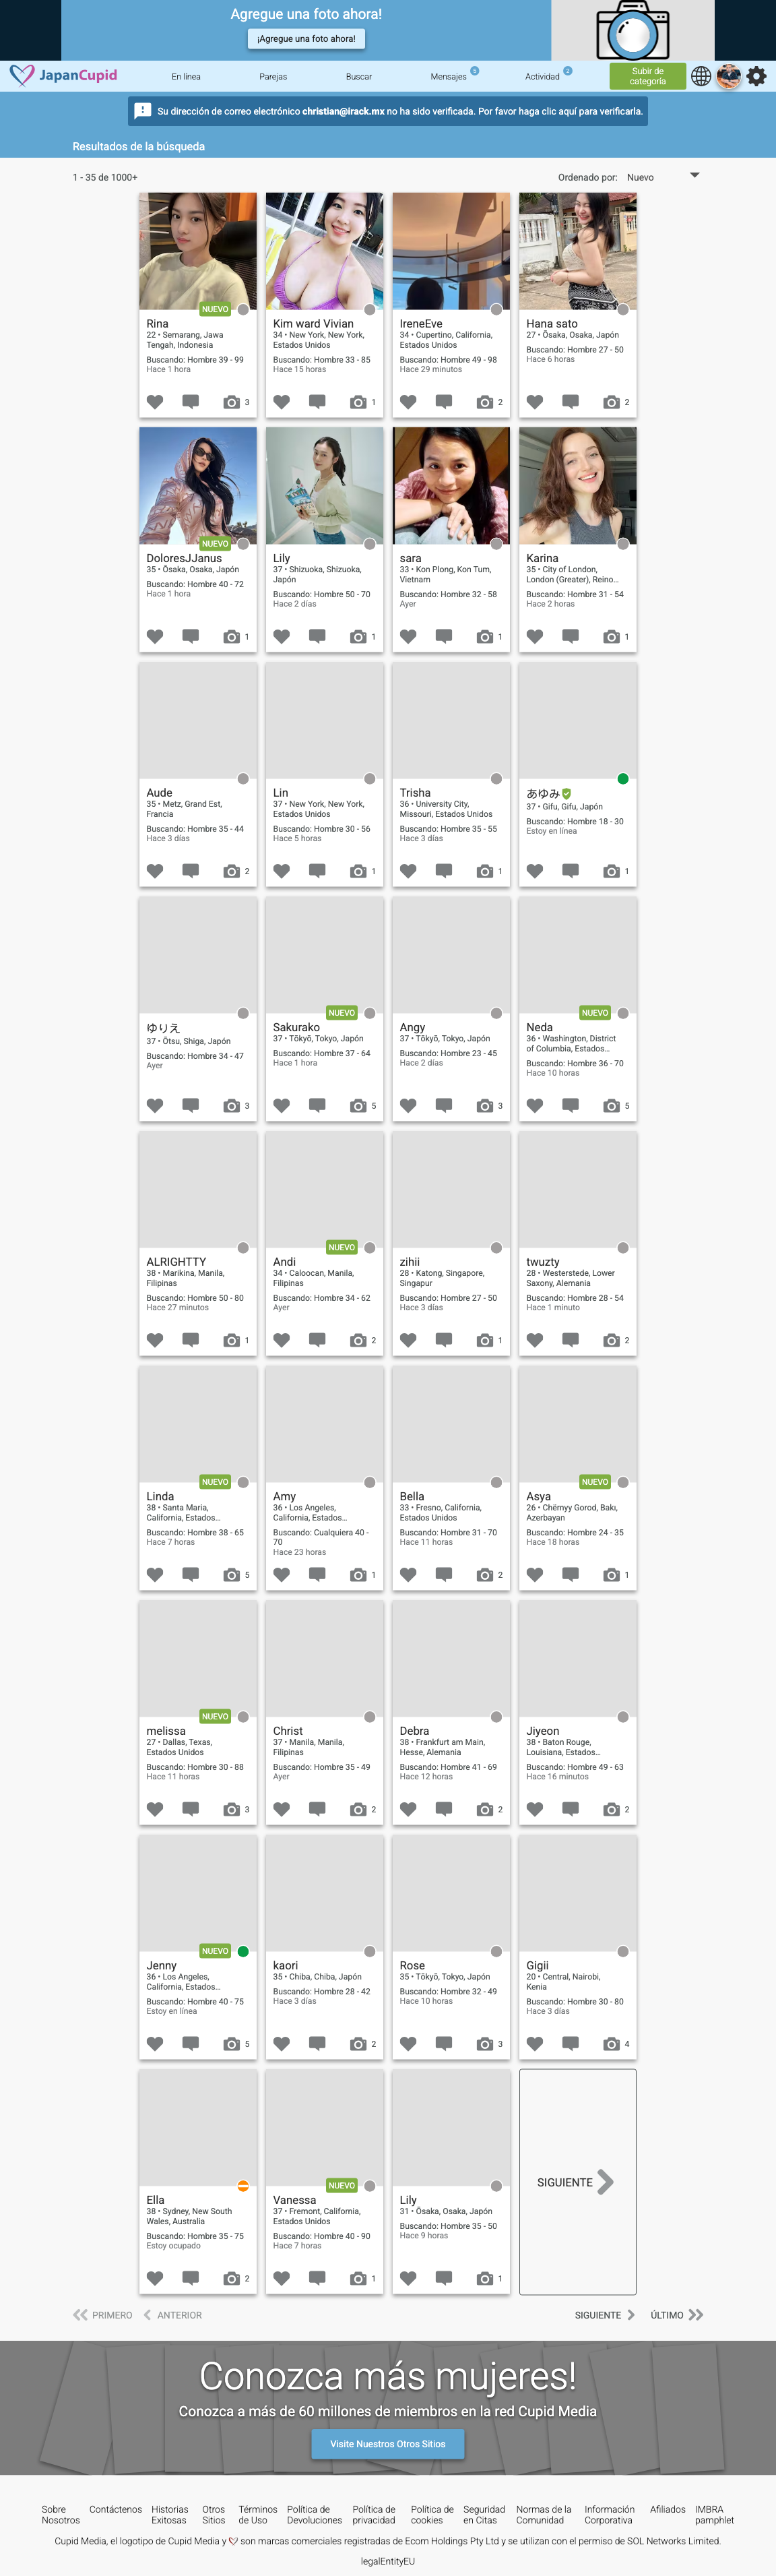 Agregue una foto ahora!
¡Agregue una foto ahora!
JapanCupid
En línea
Parejas
Buscar
Mensajes
Actividad
Subir de
categoría
Su dirección de correo electrónico christian@irack.mx no ha sido verificada. Por favor haga clic aquí para verificarla.
Resultados de la búsqueda
1 - 35 de 1000+
Ordenado por: Nuevo
NUEVO
Rina
22 • Semarang, Jawa
Tengah, Indonesia
Buscando: Hombre 39 - 99
Hace 1 hora
3
Kim ward Vivian
34 • New York, New York,
Estados Unidos
Buscando: Hombre 33 - 85
Hace 15 horas
1
IreneEve
34 • Cupertino, California,
Estados Unidos
Buscando: Hombre 49 - 98
Hace 29 minutos
2
Hana sato
27 • Ōsaka, Osaka, Japón
Buscando: Hombre 27 - 50
Hace 6 horas
2
NUEVO
DoloresJJanus
35 • Ōsaka, Osaka, Japón
Buscando: Hombre 40 - 72
Hace 1 hora
1
Lily
37 • Shizuoka, Shizuoka,
Japón
Buscando: Hombre 50 - 70
Hace 2 días
1
sara
33 • Kon Plong, Kon Tum,
Vietnam
Buscando: Hombre 32 - 58
Ayer
1
Karina
35 • City of London,
London (Greater), Reino...
Buscando: Hombre 31 - 54
Hace 2 horas
1
Aude
35 • Metz, Grand Est,
Francia
Buscando: Hombre 35 - 44
Hace 3 días
2
Lin
37 • New York, New York,
Estados Unidos
Buscando: Hombre 30 - 56
Hace 5 horas
1
Trisha
36 • University City,
Missouri, Estados Unidos
Buscando: Hombre 35 - 55
Hace 3 días
1
あゆみ
37 • Gifu, Gifu, Japón
Buscando: Hombre 18 - 30
Estoy en línea
1
ゆりえ
37 • Ōtsu, Shiga, Japón
Buscando: Hombre 34 - 47
Ayer
3
NUEVO
Sakurako
37 • Tōkyō, Tokyo, Japón
Buscando: Hombre 37 - 64
Hace 1 hora
5
Angy
37 • Tōkyō, Tokyo, Japón
Buscando: Hombre 23 - 45
Hace 2 días
3
NUEVO
Neda
36 • Washington, District
of Columbia, Estados...
Buscando: Hombre 36 - 70
Hace 10 horas
5
ALRIGHTTY
38 • Marikina, Manila,
Filipinas
Buscando: Hombre 50 - 80
Hace 27 minutos
1
NUEVO
Andi
34 • Caloocan, Manila,
Filipinas
Buscando: Hombre 34 - 62
Ayer
2
zihii
28 • Katong, Singapore,
Singapur
Buscando: Hombre 27 - 50
Hace 3 días
1
twuzty
28 • Westerstede, Lower
Saxony, Alemania
Buscando: Hombre 28 - 54
Hace 1 minuto
2
NUEVO
Linda
38 • Santa Maria,
California, Estados...
Buscando: Hombre 38 - 65
Hace 7 horas
5
Amy
36 • Los Angeles,
California, Estados...
Buscando: Cualquiera 40 -
70
Hace 23 horas
1
Bella
33 • Fresno, California,
Estados Unidos
Buscando: Hombre 31 - 70
Hace 11 horas
2
NUEVO
Asya
26 • Chërnyy Gorod, Bakı,
Azerbayan
Buscando: Hombre 24 - 35
Hace 18 horas
1
NUEVO
melissa
27 • Dallas, Texas,
Estados Unidos
Buscando: Hombre 30 - 88
Hace 11 horas
3
Christ
37 • Manila, Manila,
Filipinas
Buscando: Hombre 35 - 49
Ayer
2
Debra
38 • Frankfurt am Main,
Hesse, Alemania
Buscando: Hombre 41 - 69
Hace 12 horas
2
Jiyeon
38 • Baton Rouge,
Louisiana, Estados...
Buscando: Hombre 49 - 63
Hace 16 minutos
2
NUEVO
Jenny
36 • Los Angeles,
California, Estados...
Buscando: Hombre 40 - 75
Estoy en línea
5
kaori
35 • Chiba, Chiba, Japón
Buscando: Hombre 28 - 42
Hace 3 días
2
Rose
35 • Tōkyō, Tokyo, Japón
Buscando: Hombre 32 - 49
Hace 10 horas
3
Gigii
20 • Central, Nairobi,
Kenia
Buscando: Hombre 30 - 80
Hace 3 días
4
Ella
38 • Sydney, New South
Wales, Australia
Buscando: Hombre 35 - 75
Estoy ocupado
2
NUEVO
Vanessa
37 • Fremont, California,
Estados Unidos
Buscando: Hombre 40 - 90
Hace 7 horas
1
Lily
31 • Ōsaka, Osaka, Japón
Buscando: Hombre 35 - 50
Hace 9 horas
1
SIGUIENTE
PRIMERO
ANTERIOR
SIGUIENTE
ÚLTIMO
Conozca más mujeres!
Conozca a más de 60 millones de miembros en la red Cupid Media
Visite Nuestros Otros Sitios
Sobre
Nosotros
Contáctenos
Historias
Exitosas
Otros
Sitios
Términos
de Uso
Política de
Devoluciones
Política de
privacidad
Política de
cookies
Seguridad
en Citas
Normas de la
Comunidad
Información
Corporativa
Afiliados
IMBRA
pamphlet
Cupid Media, el logotipo de Cupid Media y son marcas comerciales registradas de Ecom Holdings Pty Ltd y se utilizan con el permiso de SOL Networks Limited.
legalEntityEU